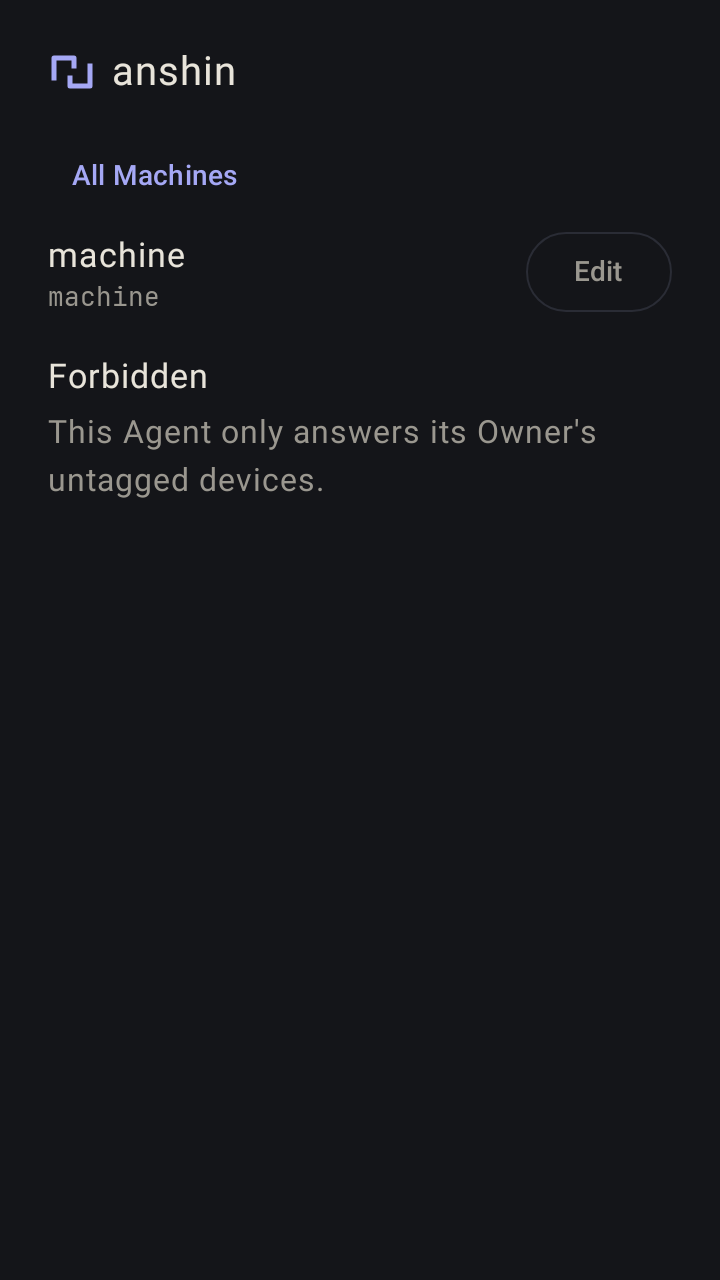 anshin
All Machines
machine
machine
Edit
Forbidden
This Agent only answers its Owner's
untagged devices.